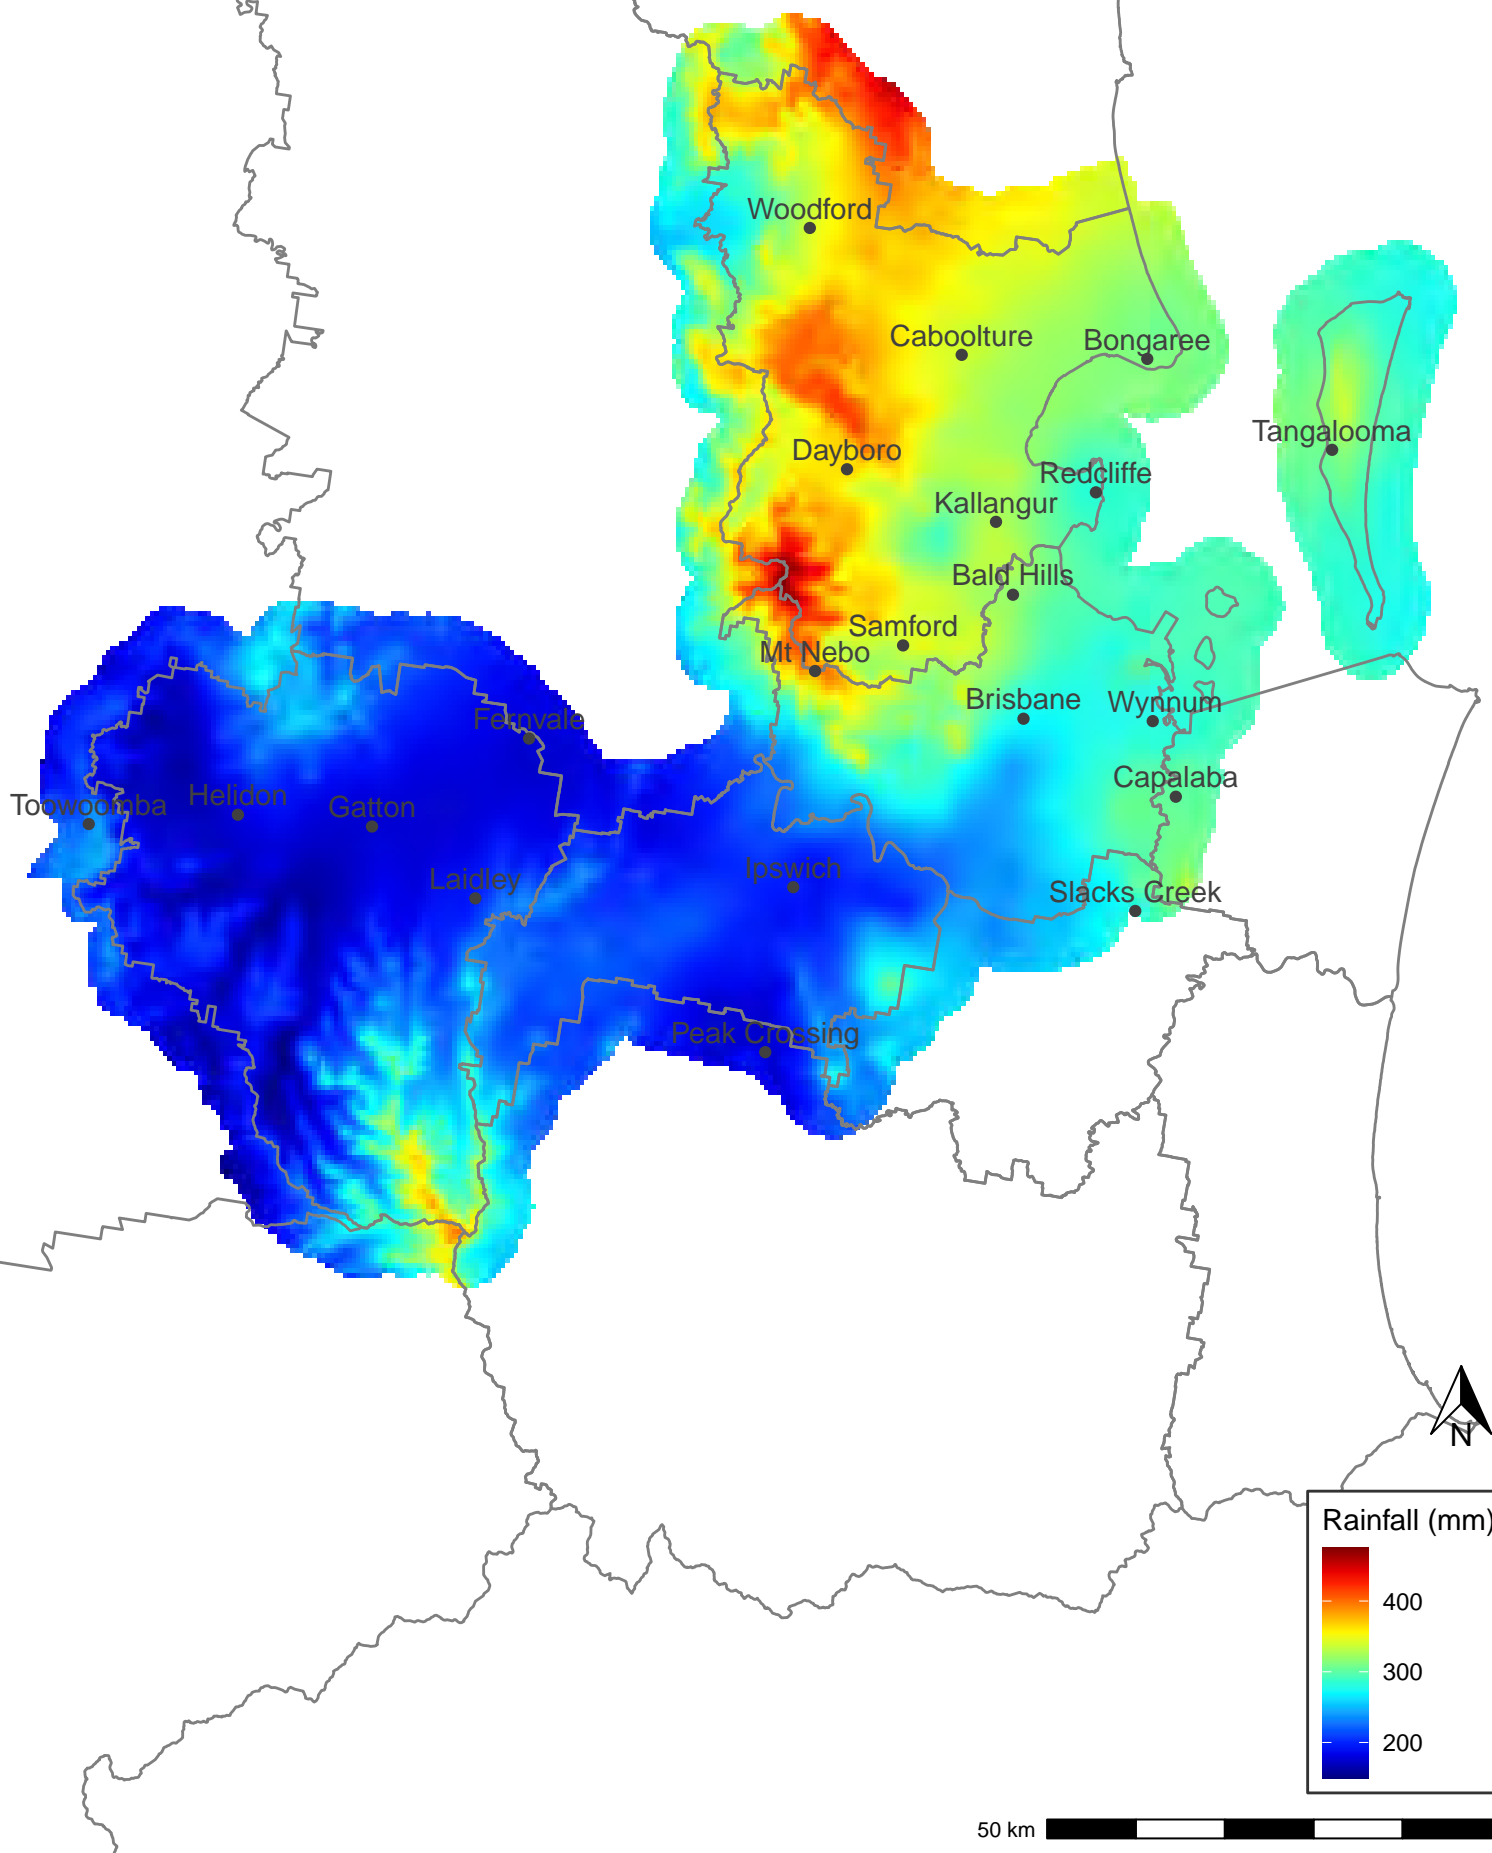 Woodford
Caboolture
Bongaree
Tangalooma
Dayboro
Redcliffe
Kallangur
Bald Hills
Samford
Mt Nebo
Brisbane
Wynnum
Fernvale
Capalaba
Toowoomba
Helidon
Gatton
Ipswich
Laidley
Slacks Creek
Peak Crossing
N
Rainfall (mm)
400
300
200
50 km